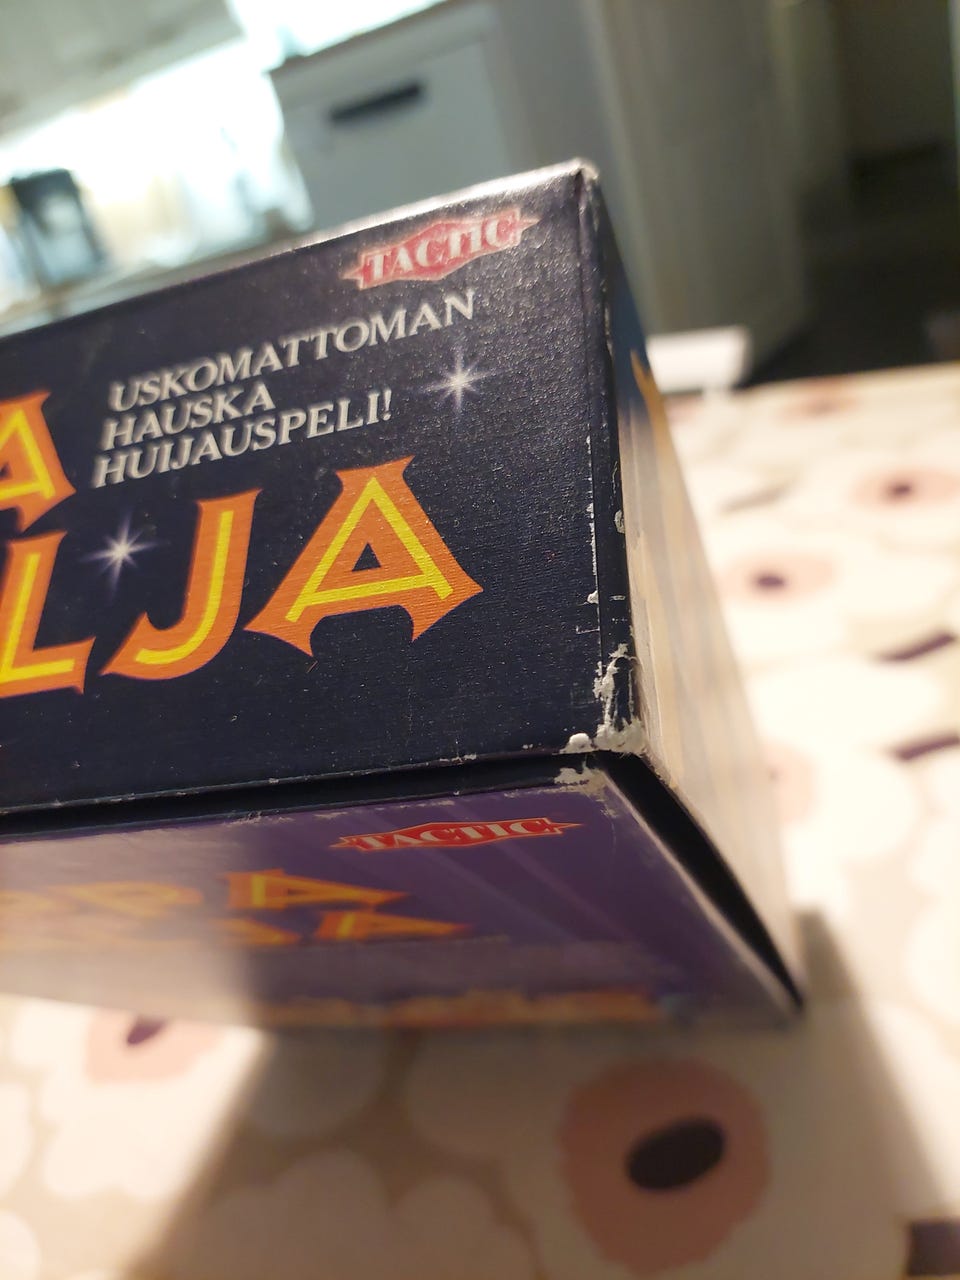 TACTIC
USKOMATTOMAN
HAUSKA
HUIJAUSPELI!
A
LJA
TACTIC